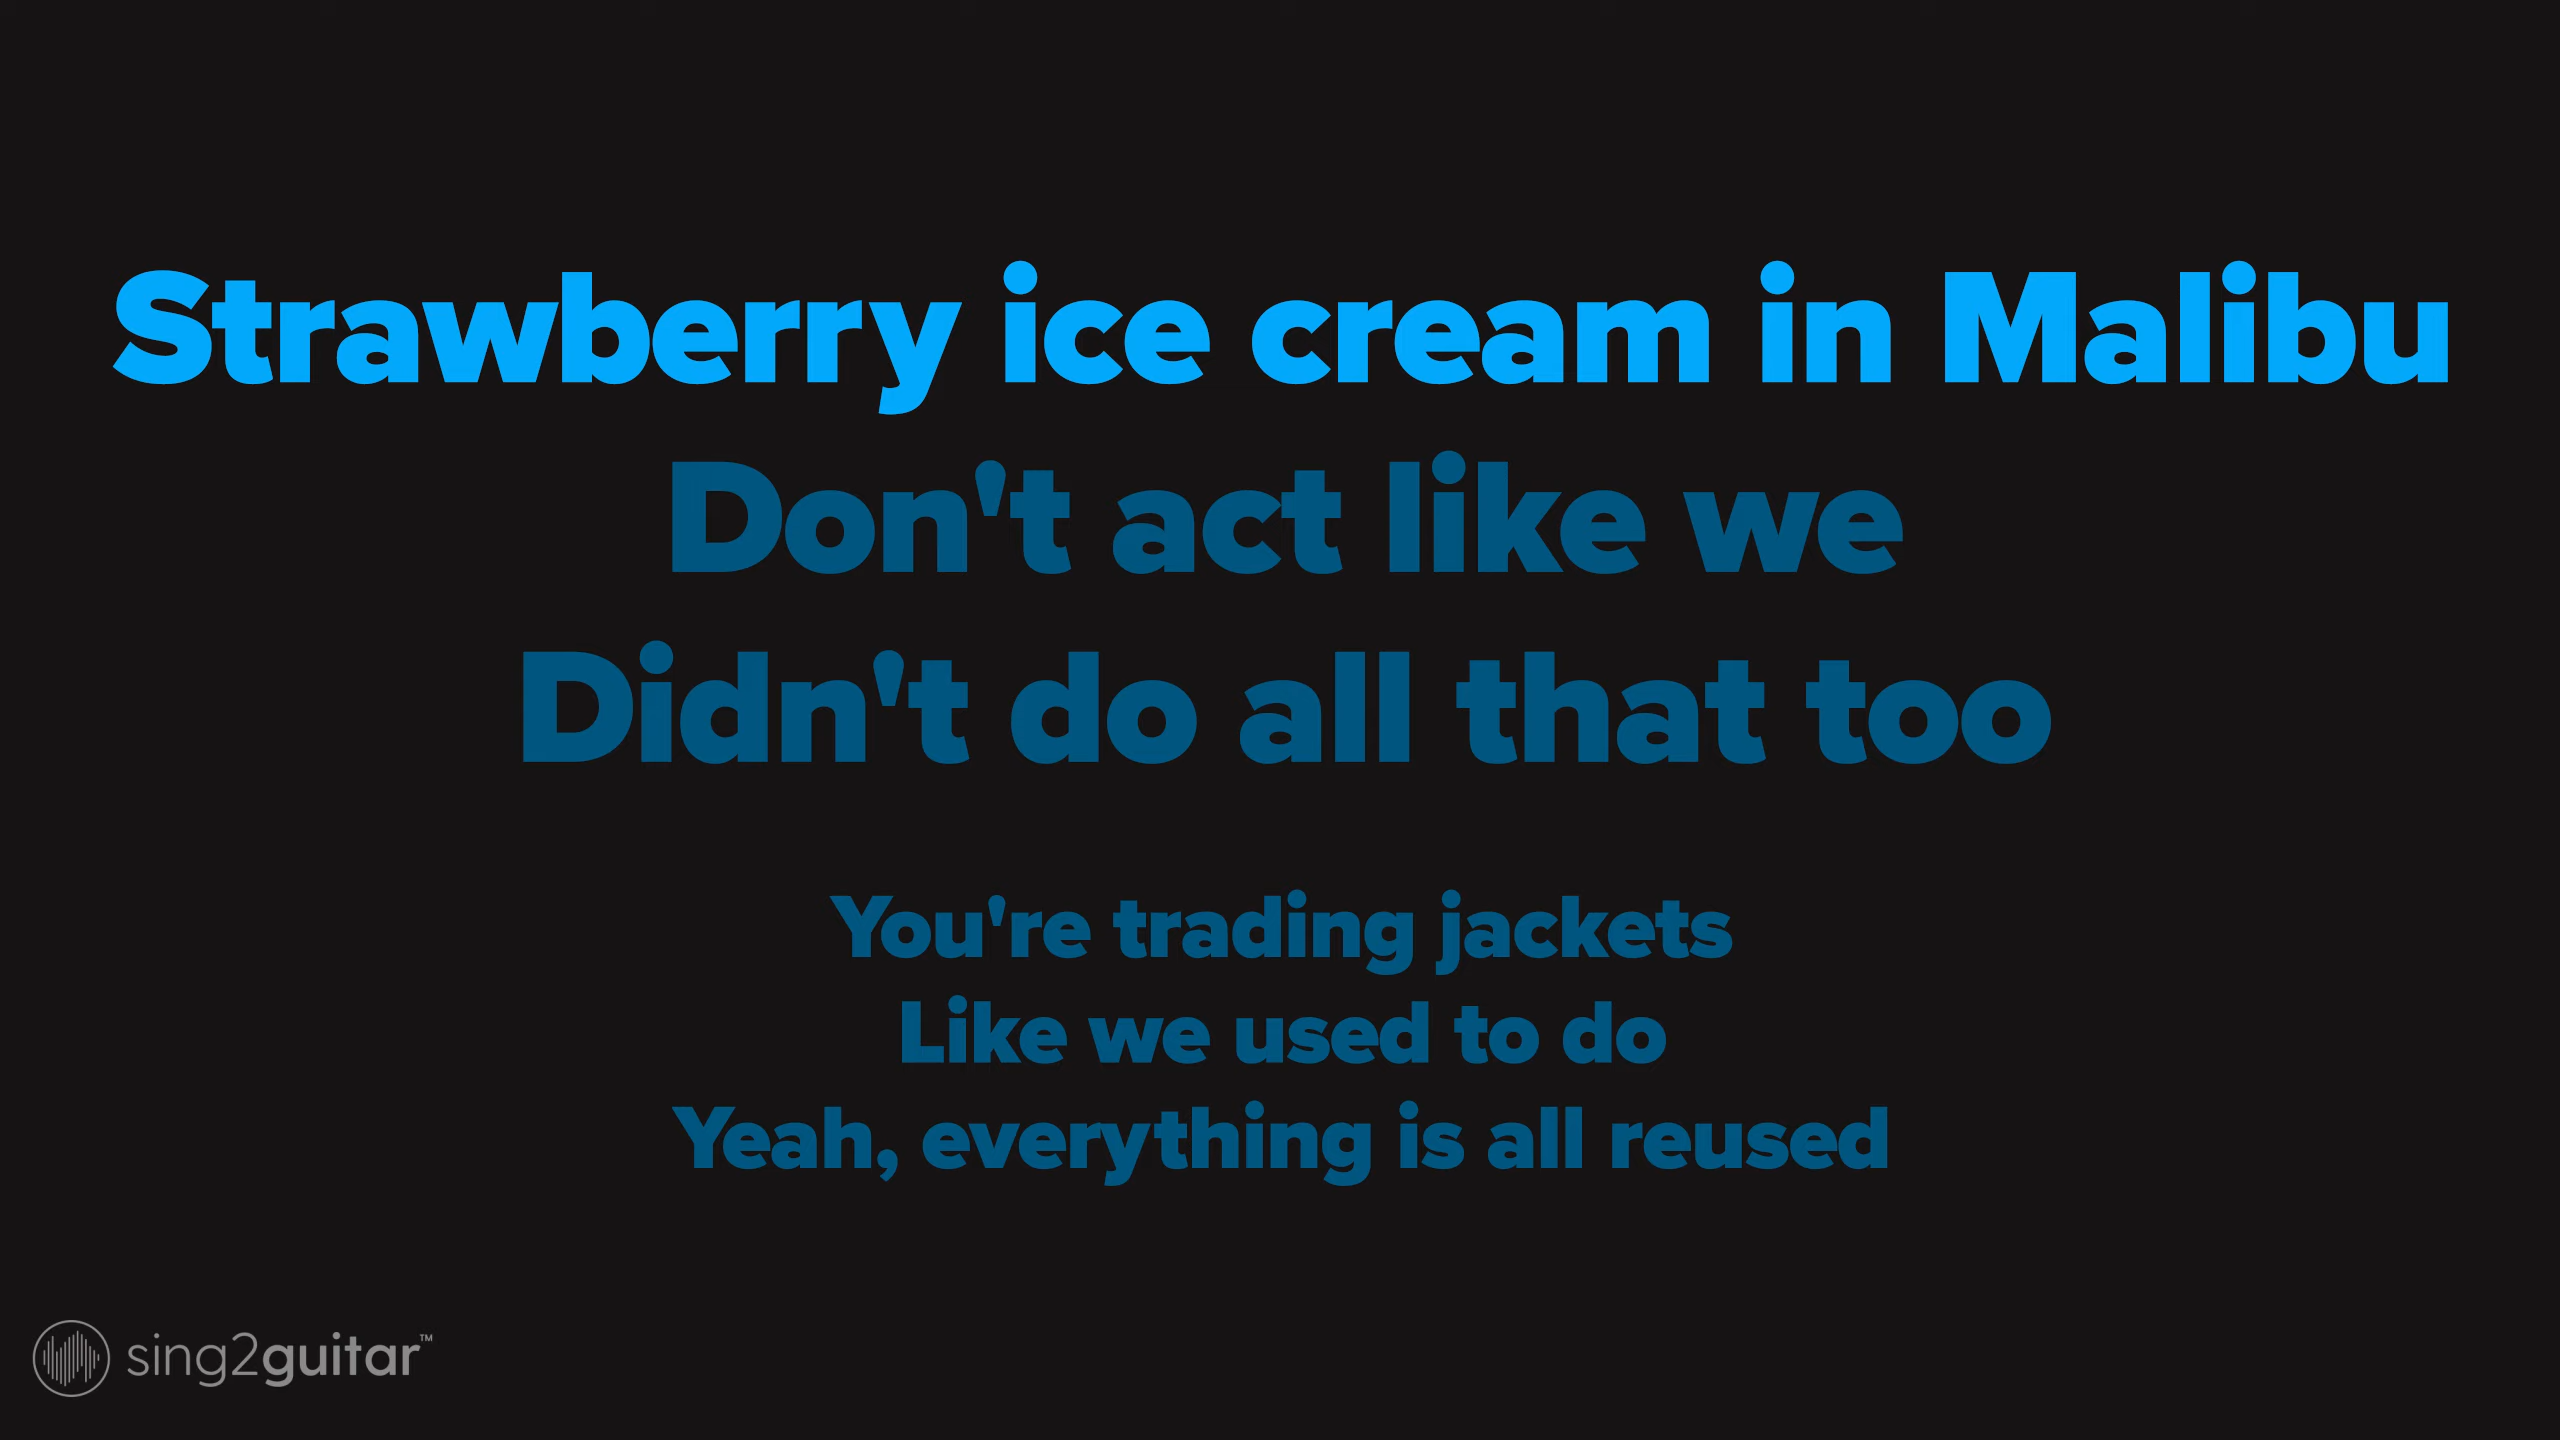 Strawberry ice cream in Malibu
Don't act like we
Didn't do all that too
You're trading jackets
Like we used to do
Yeah, everything is all reused
sing2guitar™